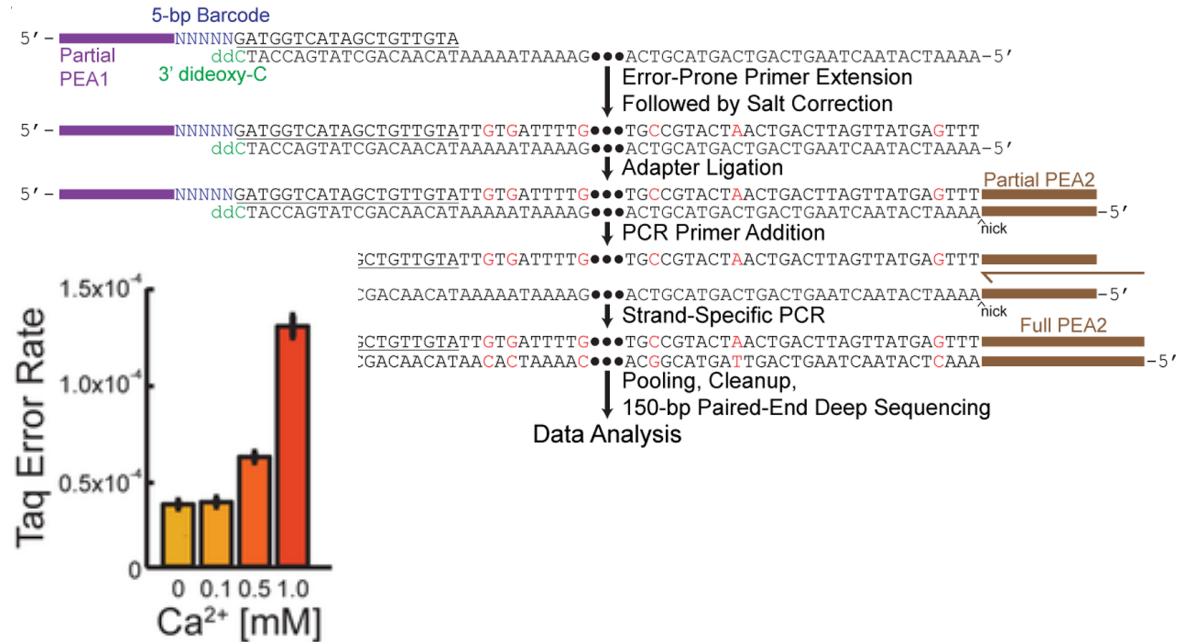 5-bp Barcode
5'- NNNNNGATGGTCATAGCTGTTGTA
Partial PEA1
ddCTACCAGTATCGACAACATAAAAATAAAAG●●●ACTGCATGACTGACTGAATCAATACTAAAA-5'
3' dideoxy-C
Error-Prone Primer Extension
Followed by Salt Correction
5'- NNNNNGATGGTCATAGCTGTTGTATTGTGATTTTG●●●TGCCGTACTAACTGACTTAGTTATGAGTTT
ddCTACCAGTATCGACAACATAAAAATAAAAG●●●ACTGCATGACTGACTGAATCAATACTAAAA-5'
Adapter Ligation
Partial PEA2
5'- NNNNNGATGGTCATAGCTGTTGTATTGTGATTTTG●●●TGCCGTACTAACTGACTTAGTTATGAGTTT
ddCTACCAGTATCGACAACATAAAAATAAAAG●●●ACTGCATGACTGACTGAATCAATACTAAAA -5'
^nick
PCR Primer Addition
GCTGTTGTATTGTGATTTTG●●●TGCCGTACTAACTGACTTAGTTATGAGTTT
CGACAACATAAAAATAAAAG●●●ACTGCATGACTGACTGAATCAATACTAAAA -5'
^nick
Strand-Specific PCR
Full PEA2
GCTGTTGTATTGTGATTTTG●●●TGCCGTACTAACTGACTTAGTTATGAGTTT
CGACAACATAACACTAAAAC●●●ACGGCATGATTGACTGAATCAATACTCAAA -5'
Pooling, Cleanup,
150-bp Paired-End Deep Sequencing
Data Analysis
Taq Error Rate
1.5x10-4
1.0x10-4
0.5x10-4
0
0 0.1 0.5 1.0
Ca2+ [mM]